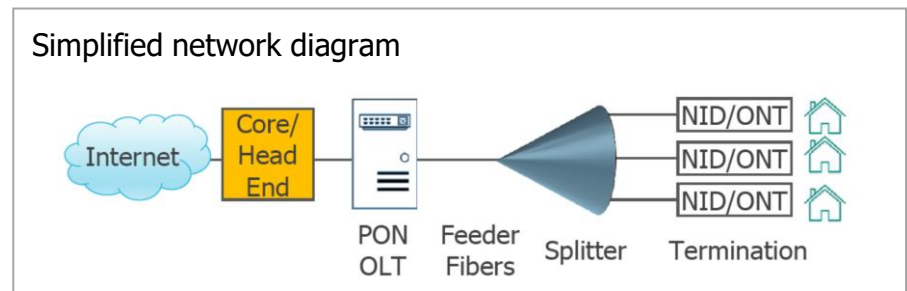 Simplified network diagram
Internet
Core/
Head
End
NID/ONT
NID/ONT
NID/ONT
PON
OLT
Feeder
Fibers
Splitter
Termination